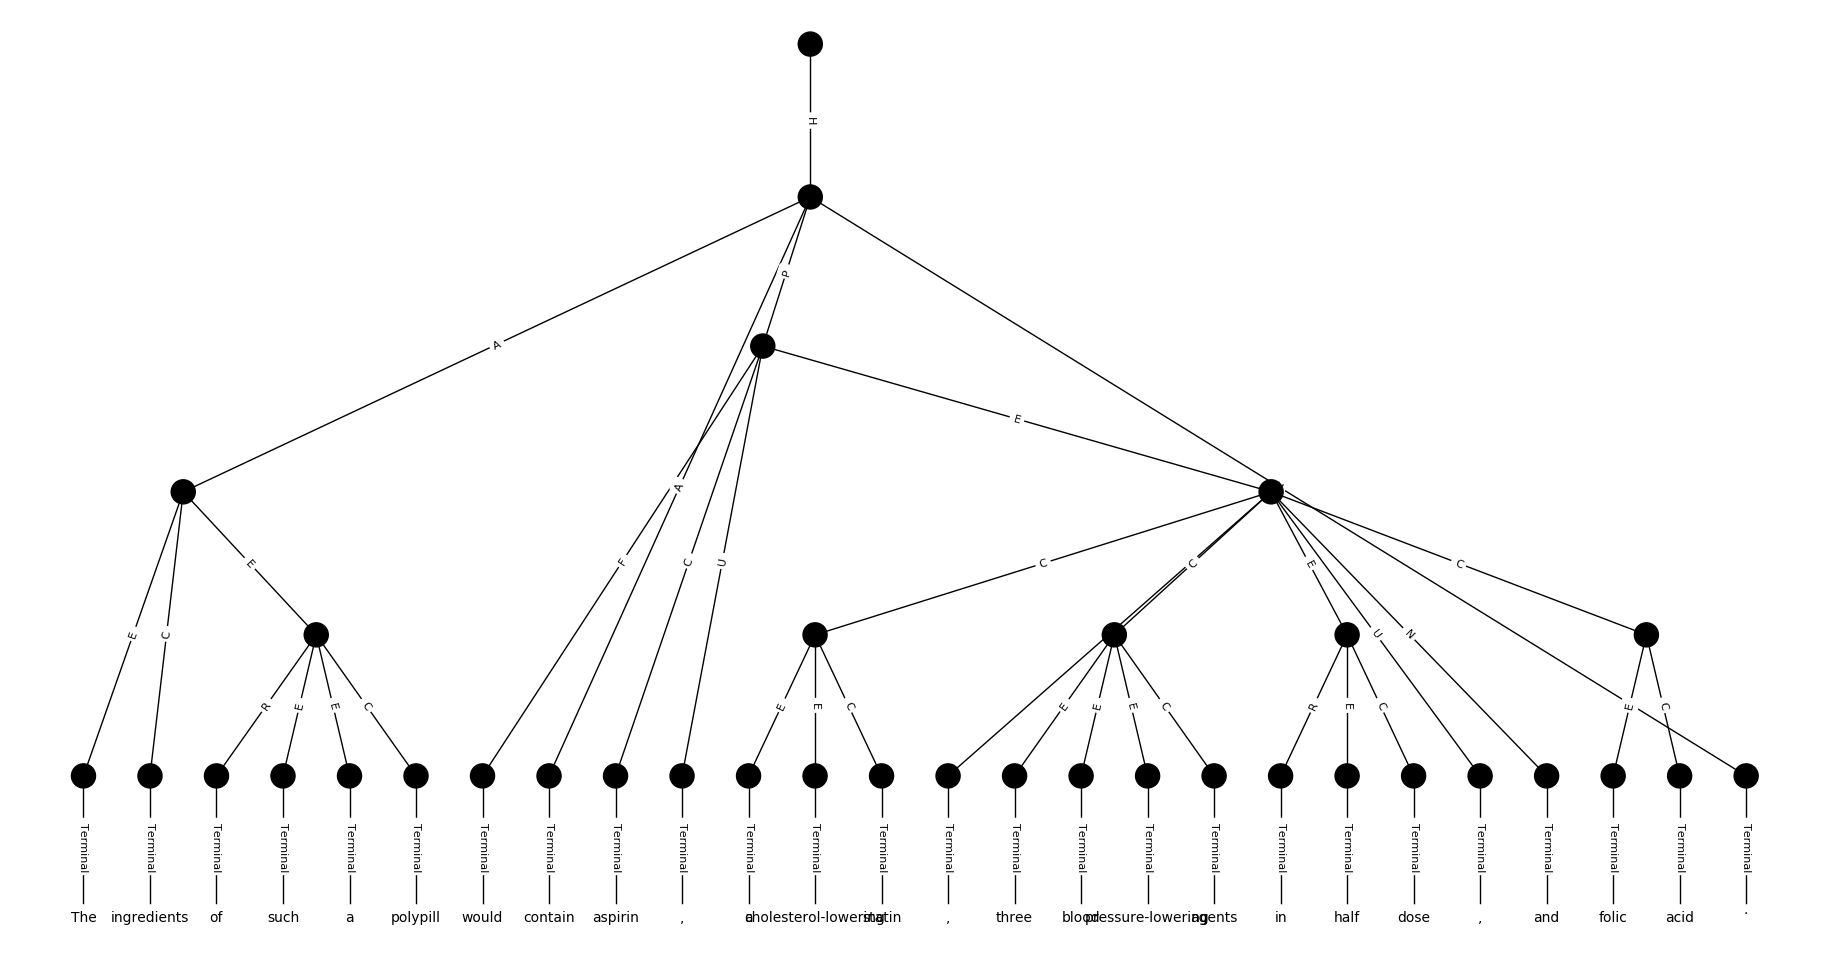 H
P
A
E
A
F
C
U
E
C
C
E
C
E
C
U
N
R
E
E
C
E
E
C
E
E
E
C
R
E
C
E
C
Terminal Terminal Terminal Terminal Terminal Terminal Terminal Terminal Terminal Terminal Terminal Terminal Terminal Terminal Terminal Terminal Terminal Terminal Terminal Terminal Terminal Terminal Terminal Terminal Terminal Terminal
The ingredients of such a polypill would contain aspirin , a cholesterol-lowering statin , three blood pressure-lowering agents in half dose , and folic acid .